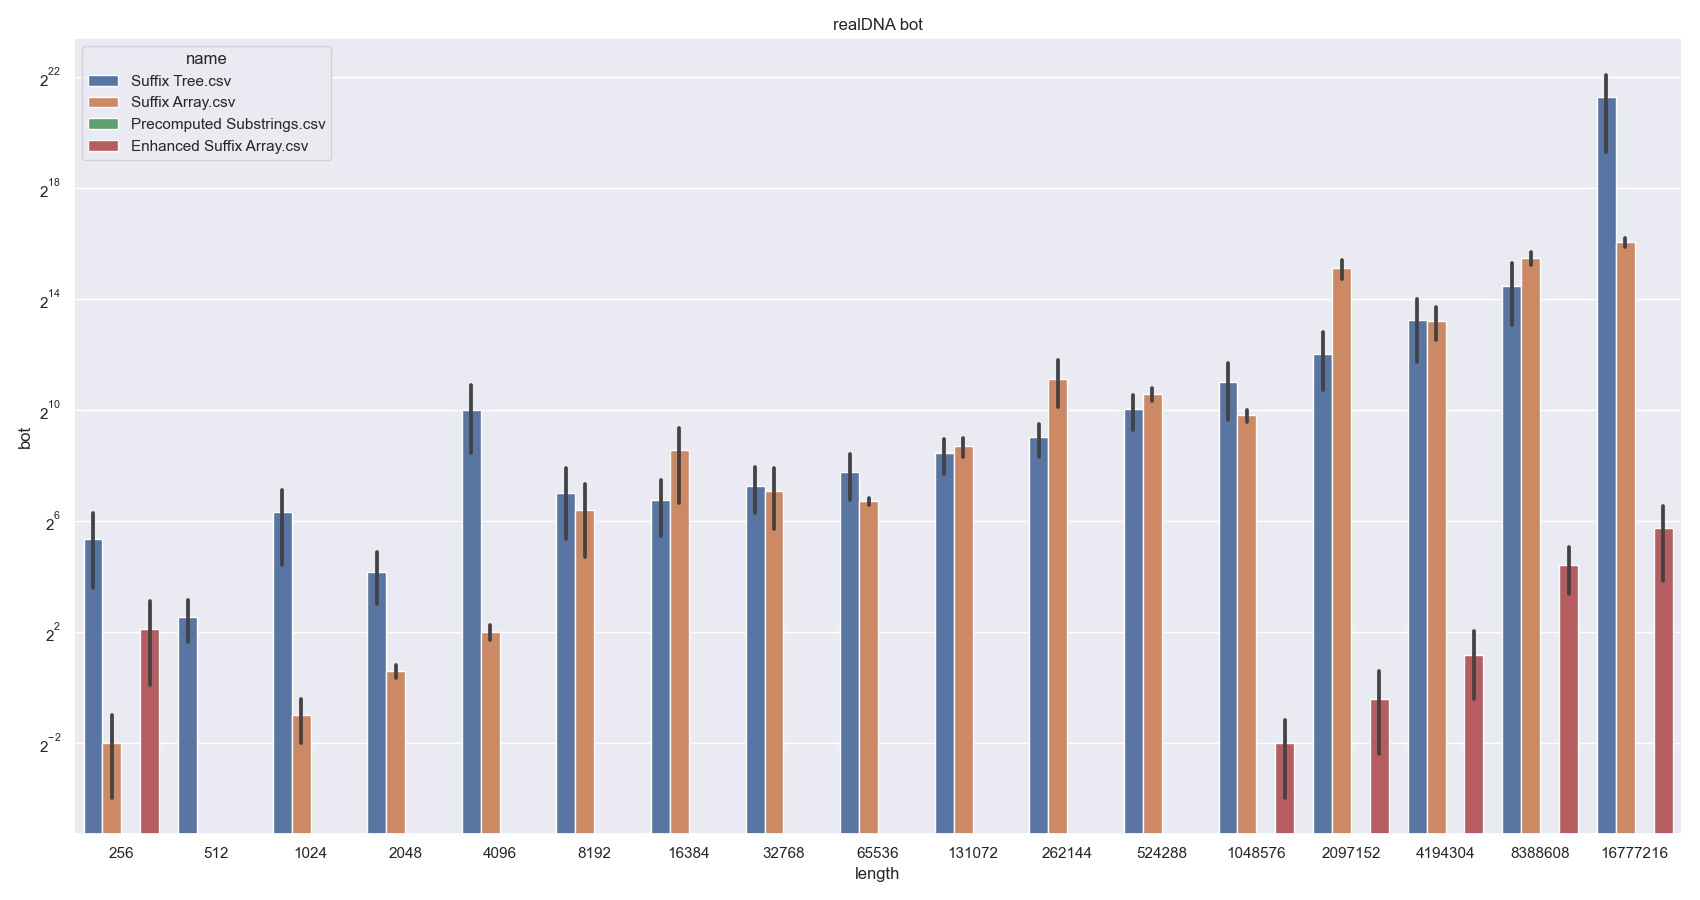 realDNA bot
name
Suffix Tree.csv
Suffix Array.csv
Precomputed Substrings.csv
Enhanced Suffix Array.csv
2^22
2^18
2^14
2^10
2^6
2^2
2^−2
bot
256 512 1024 2048 4096 8192 16384 32768 65536 131072 262144 524288 1048576 2097152 4194304 8388608 16777216
length